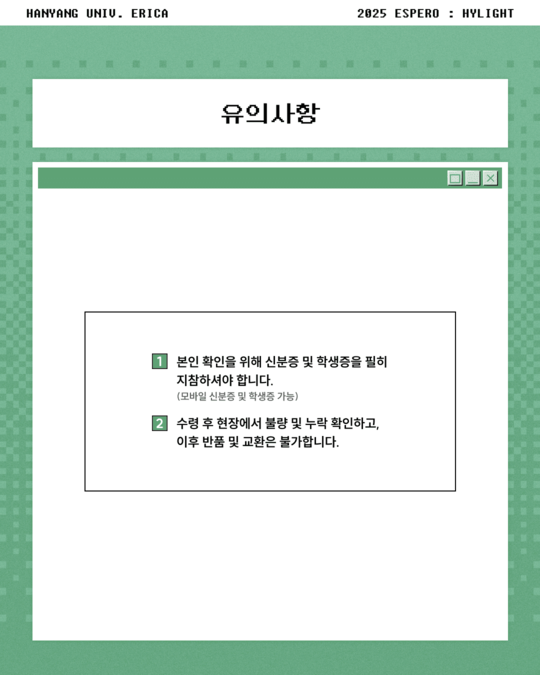 HANYANG UNIV. ERICA
2025 ESPERO : HYLIGHT
유의사항
1 본인 확인을 위해 신분증 및 학생증을 필히
지참하셔야 합니다.
(모바일 신분증 및 학생증 가능)
2 수령 후 현장에서 불량 및 누락 확인하고,
이후 반품 및 교환은 불가합니다.